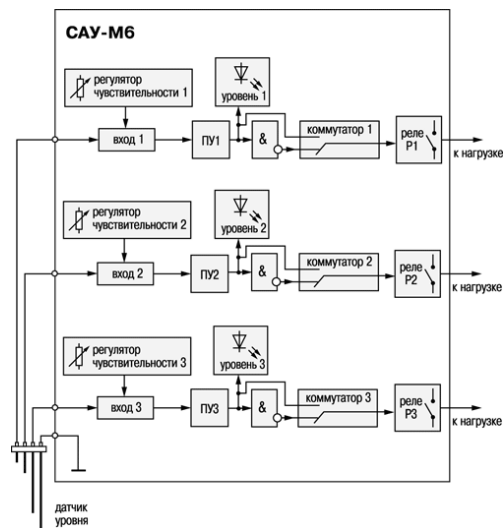 САУ-М6
регулятор
чувствительности 1
уровень 1
вход 1
ПУ1
&
коммутатор 1
реле
Р1
к нагрузке
регулятор
чувствительности 2
уровень 2
вход 2
ПУ2
&
коммутатор 2
реле
Р2
к нагрузке
регулятор
чувствительности 3
уровень 3
вход 3
ПУ3
&
коммутатор 3
реле
Р3
к нагрузке
датчик
уровня